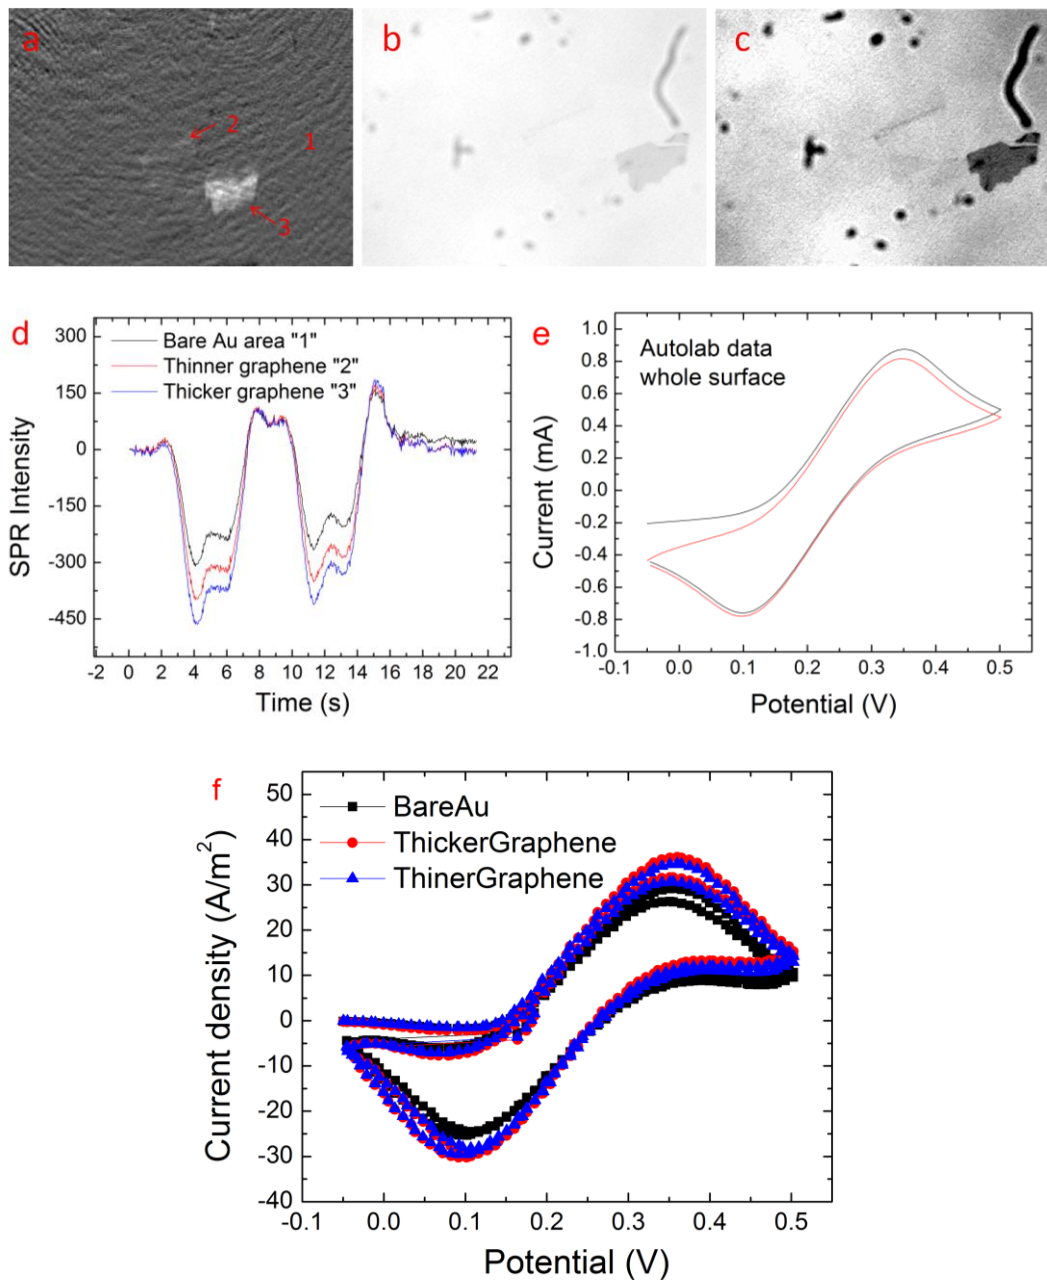 a
2
1
3
b
c
d
300
150
0
-150
-300
-450
SPR Intensity
Bare Au area "1"
Thinner graphene "2"
Thicker graphene "3"
-2 0 2 4 6 8 10 12 14 16 18 20 22
Time (s)
e
1.0
0.8
0.6
0.4
0.2
0.0
-0.2
-0.4
-0.6
-0.8
-1.0
Current (mA)
Autolab data
whole surface
-0.1 0.0 0.1 0.2 0.3 0.4 0.5
Potential (V)
f
50
40
30
20
10
0
-10
-20
-30
-40
Current density (A/m²)
BareAu
ThickerGraphene
ThinerGraphene
-0.1 0.0 0.1 0.2 0.3 0.4 0.5
Potential (V)